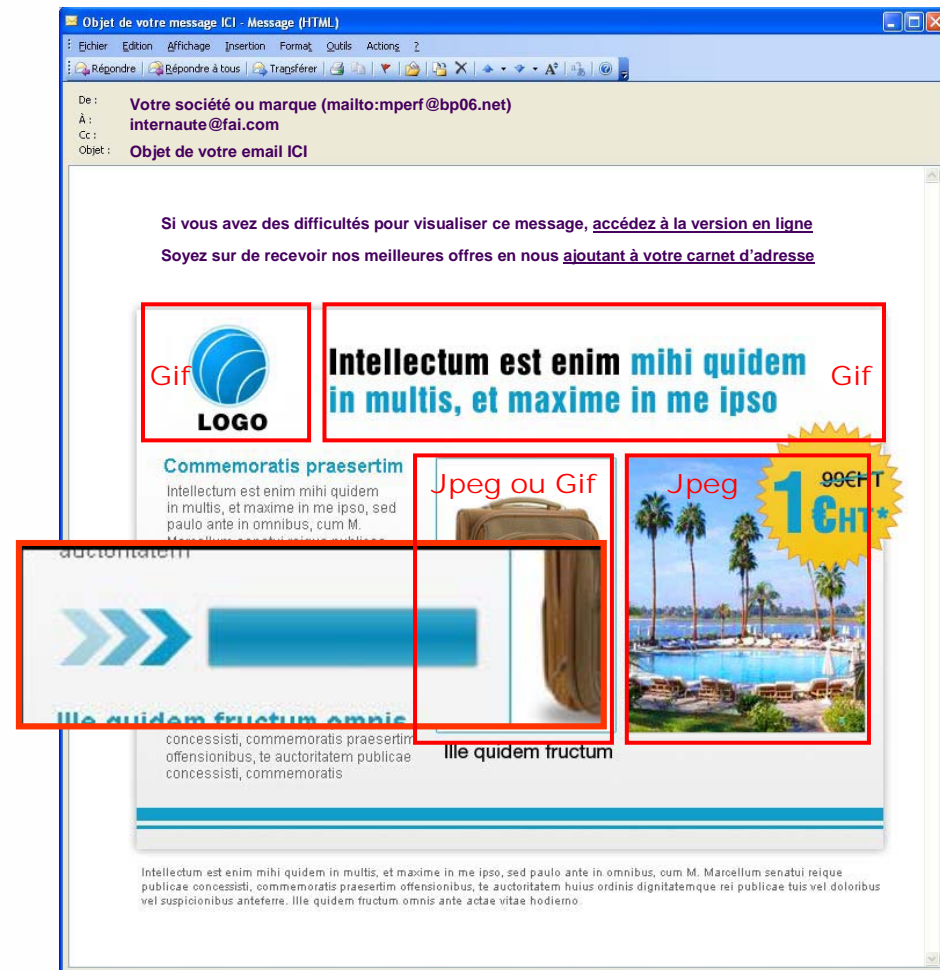 Objet de votre message ICI - Message (HTML)
Fichier Edition Affichage Insertion Format Outils Actions ?
Répondre Répondre à tous Transférer
De : Votre société ou marque (mailto:mperf@bp06.net)
À : internaute@fai.com
Cc :
Objet : Objet de votre email ICI
Si vous avez des difficultés pour visualiser ce message, accédez à la version en ligne
Soyez sur de recevoir nos meilleures offres en nous ajoutant à votre carnet d'adresse
Gif
LOGO
Intellectum est enim mihi quidem
in multis, et maxime in me ipso
Gif
Commemoratis praesertim
Intellectum est enim mihi quidem
in multis, et maxime in me ipso, sed
paulo ante in omnibus, cum M.
Marcellum senatui reique publicae
auctoritatem
Ille quidem fructum omnis
concessisti, commemoratis praesertim
offensionibus, te auctoritatem publicae
concessisti, commemoratis
Jpeg ou Gif
Ille quidem fructum
Jpeg
99€HT
1€HT*
Intellectum est enim mihi quidem in multis, et maxime in me ipso, sed paulo ante in omnibus, cum M. Marcellum senatui reique
publicae concessisti, commemoratis praesertim offensionibus, te auctoritatem huius ordinis dignitatemque rei publicae tuis vel doloribus
vel suspicionibus anteferre. Ille quidem fructum omnis ante actae vitae hodierno